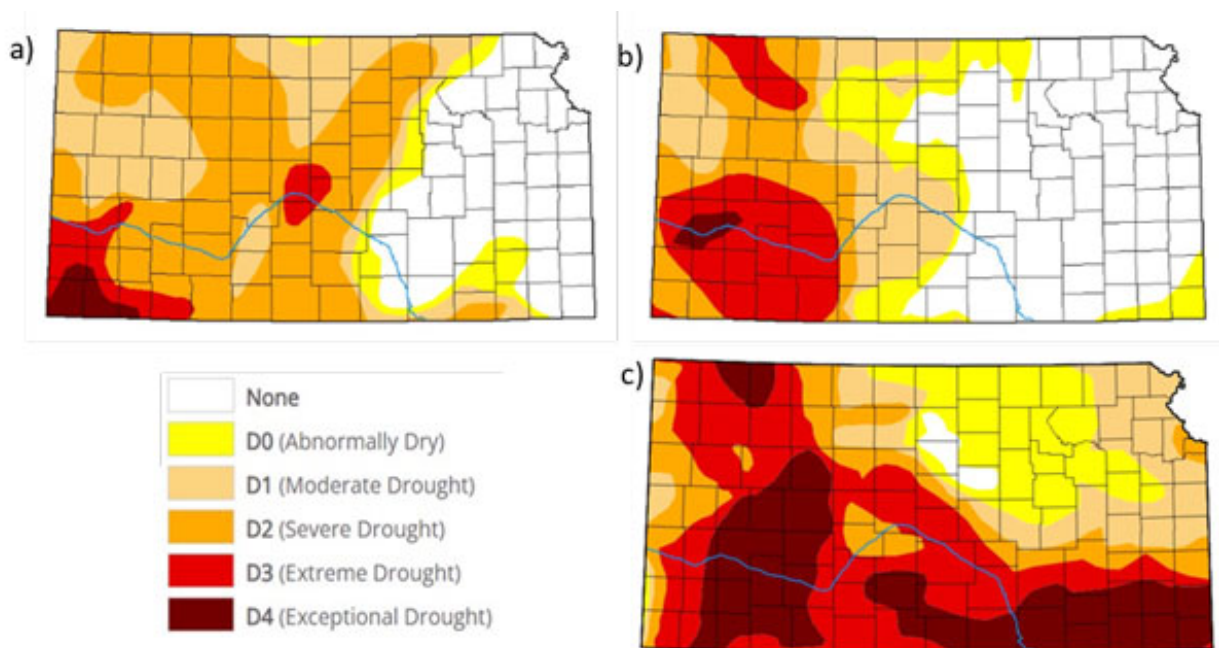 a)
b)
c)
None
D0 (Abnormally Dry)
D1 (Moderate Drought)
D2 (Severe Drought)
D3 (Extreme Drought)
D4 (Exceptional Drought)